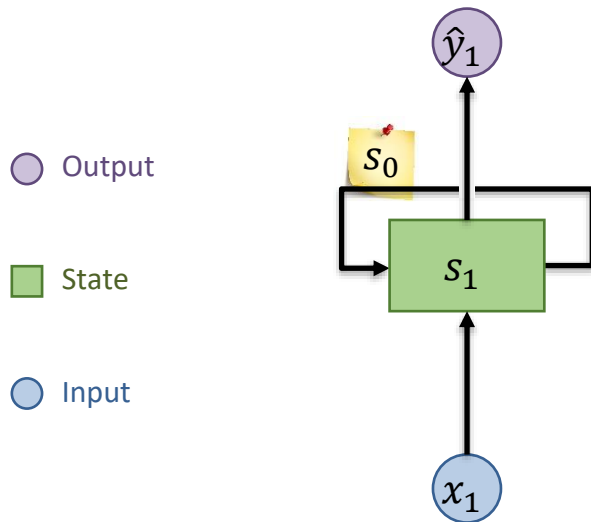 ŷ₁
s₀
Output
s₁
State
Input
x₁